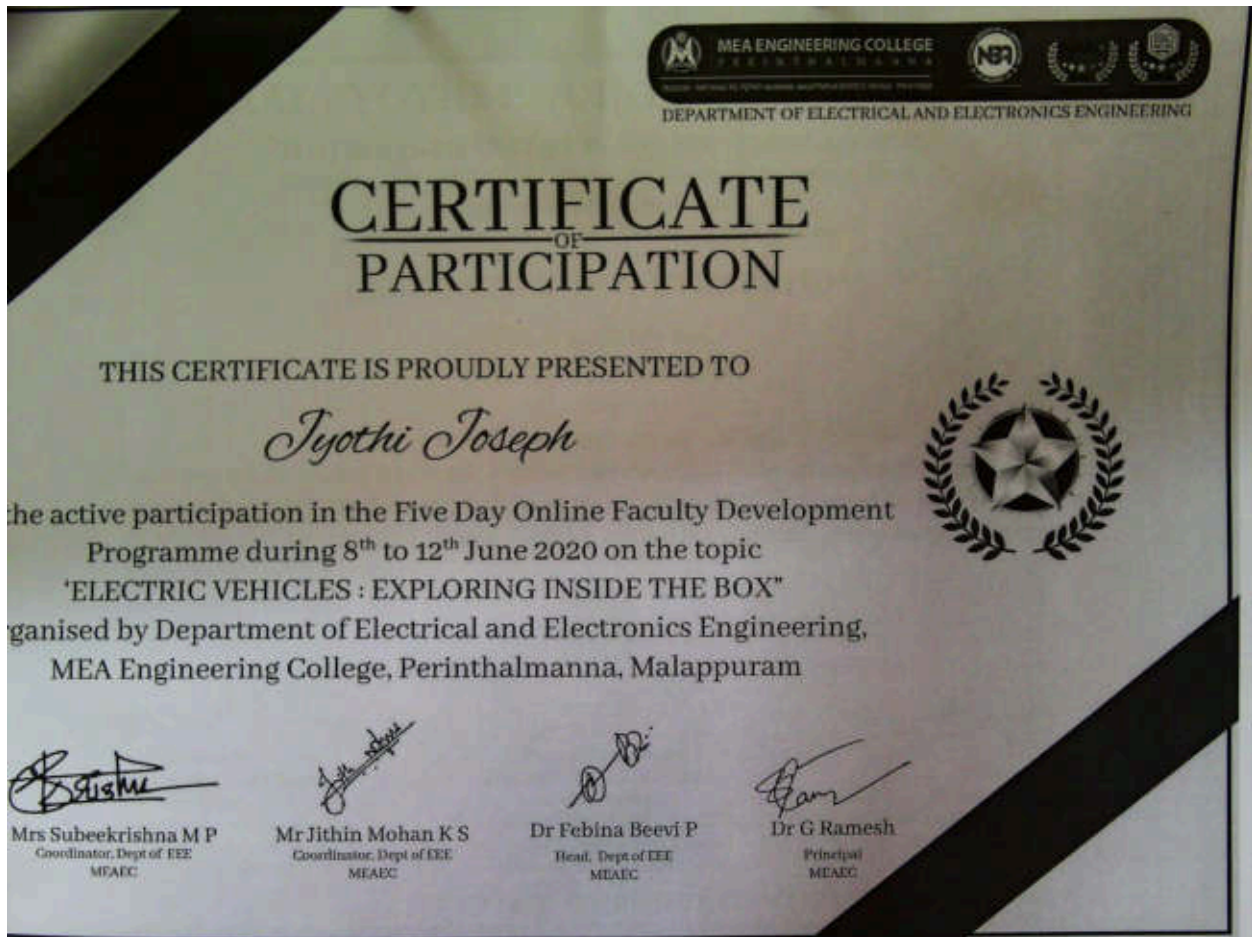 MEA ENGINEERING COLLEGE
PERINTHALMANNA
NBA
DEPARTMENT OF ELECTRICAL AND ELECTRONICS ENGINEERING
CERTIFICATE
OF
PARTICIPATION
THIS CERTIFICATE IS PROUDLY PRESENTED TO
Jyothi Joseph
the active participation in the Five Day Online Faculty Development
Programme during 8th to 12th June 2020 on the topic
'ELECTRIC VEHICLES : EXPLORING INSIDE THE BOX"
rganised by Department of Electrical and Electronics Engineering,
MEA Engineering College, Perinthalmanna, Malappuram
Mrs Subeekrishna M P
Coordinator, Dept of EEE
MEAEC
Mr Jithin Mohan K S
Coordinator, Dept of EEE
MEAEC
Dr Febina Beevi P
Head, Dept of EEE
MEAEC
Dr G Ramesh
Principal
MEAEC